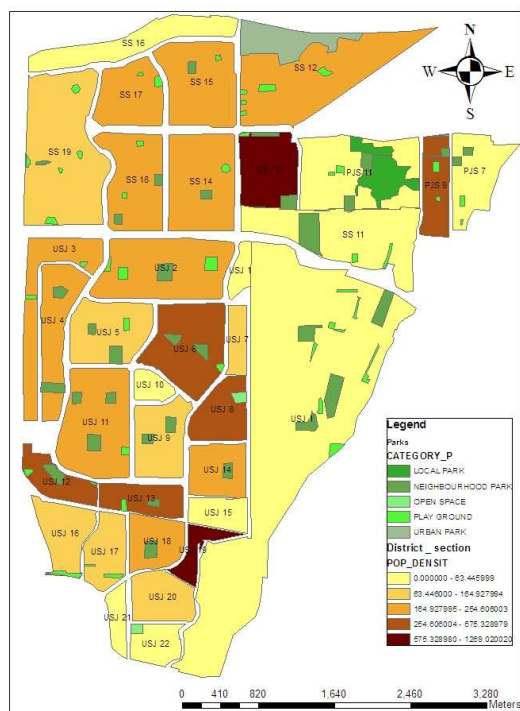 N
W E
S
SS 16
SS 15
SS 12
SS 17
SS 19
SS 18
SS 14
PJS 11
PJS 9
PJS 7
SS 11
USJ 3
USJ 2
USJ 1
USJ 4
USJ 5
USJ 6
USJ 7
USJ 10
USJ 8
USJ 11
USJ 9
USJ 1
USJ 12
USJ 14
USJ 13
USJ 15
USJ 16
USJ 17
USJ 18
USJ 19
USJ 20
USJ 21
USJ 22
Legend
Parks
CATEGORY_P
LOCAL PARK
NEIGHBOURHOOD PARK
OPEN SPACE
PLAY GROUND
URBAN PARK
District _ section
POP_DENSIT
0.000000 - 63.445999
63.446000 - 164.927994
164.927995 - 254.606003
254.606004 - 575.328979
575.328980 - 1269.020020
0 410 820 1,640 2,460 3,280
Meters